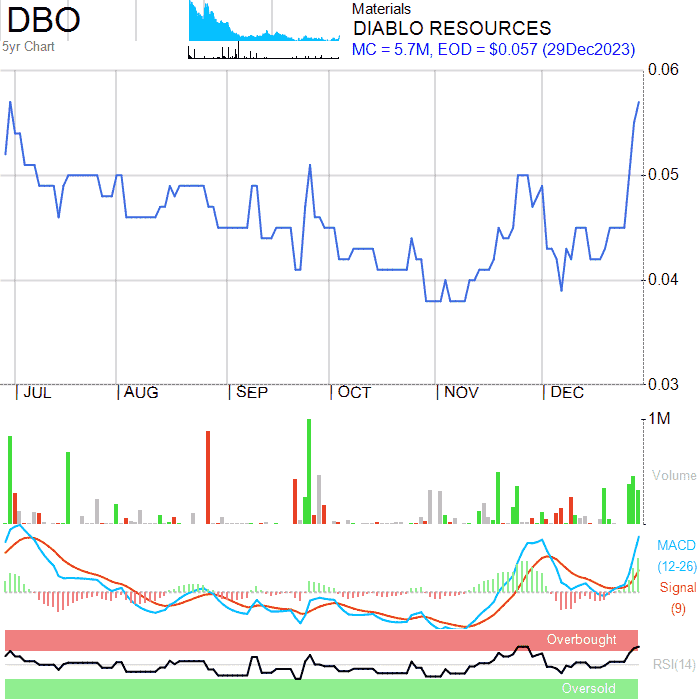 DBO
5yr Chart
Materials
DIABLO RESOURCES
MC = 5.7M, EOD = $0.057 (29Dec2023)
0.06
0.05
0.04
0.03
JUL AUG SEP OCT NOV DEC
1M
Volume
MACD
(12-26)
Signal
(9)
Overbought
RSI(14)
Oversold